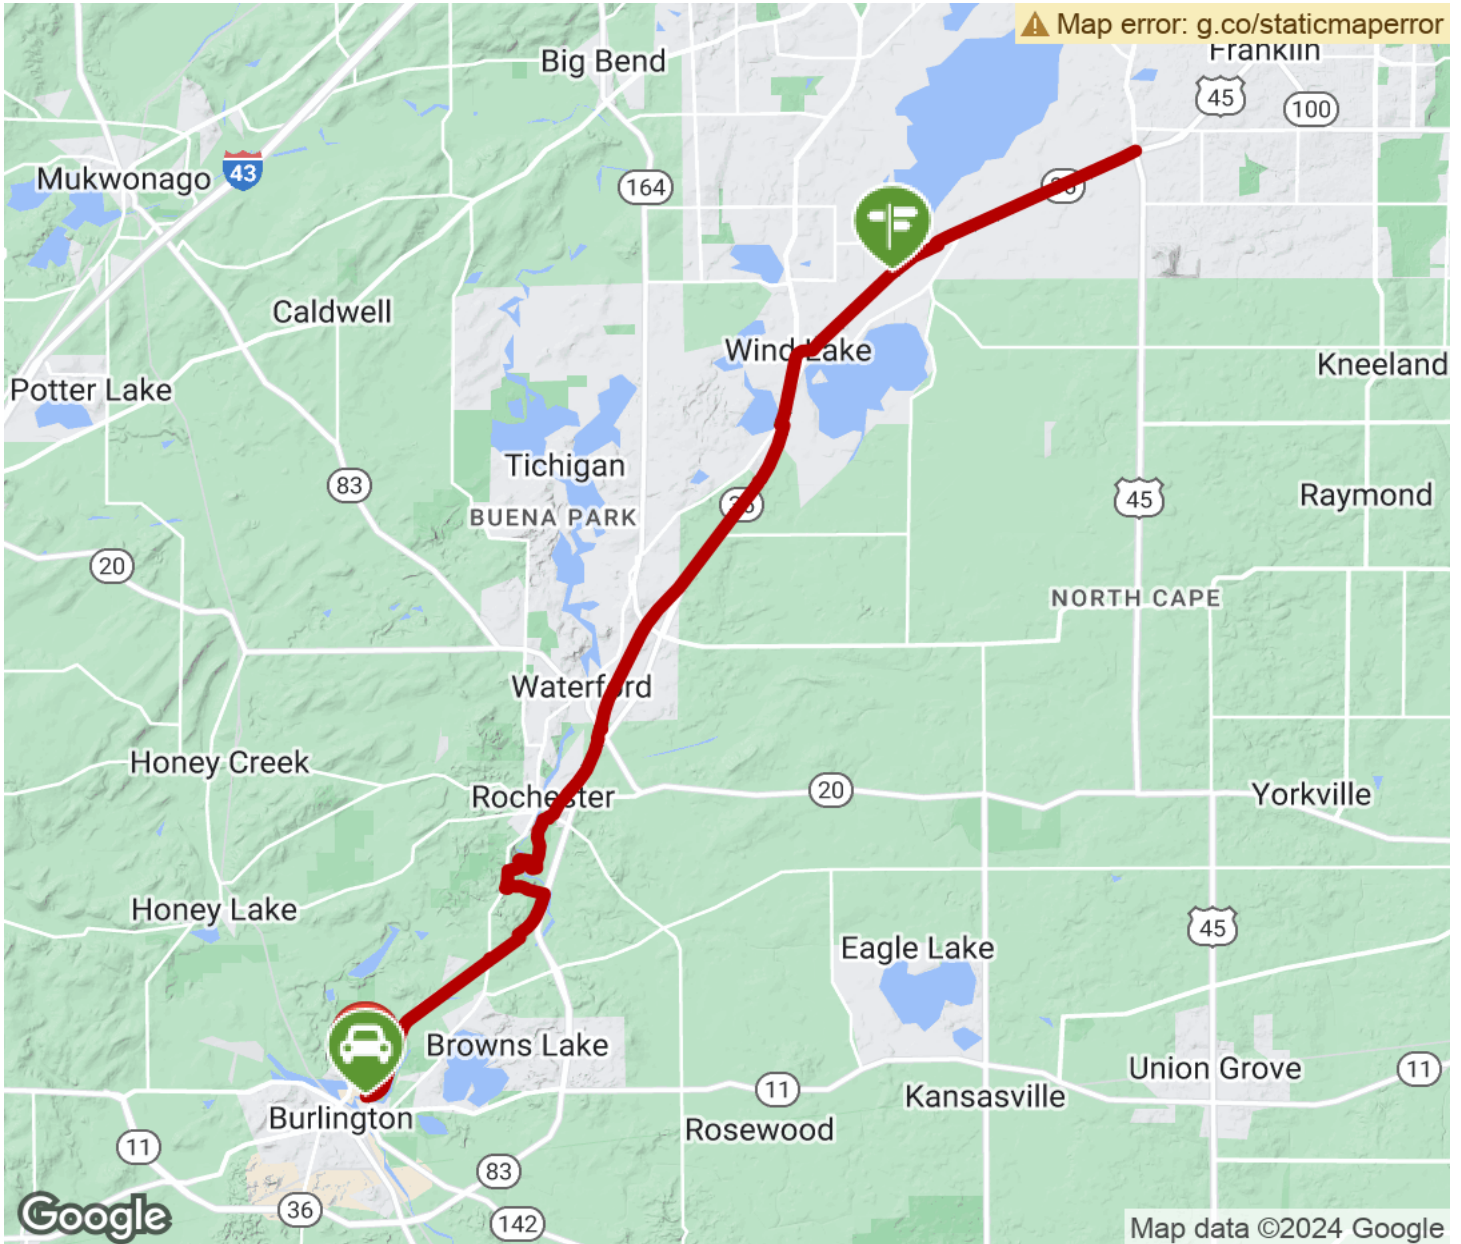 Map error: g.co/staticmaperror
Franklin
Big Bend
45
100
Mukwonago
43
164
Caldwell
Wind Lake
Kneeland
Potter Lake
Tichigan
83
45
Raymond
BUENA PARK
20
NORTH CAPE
Waterford
Honey Creek
Rochester
20
Yorkville
Honey Lake
45
Eagle Lake
Browns Lake
Union Grove
11
11
Kansasville
Burlington
Rosewood
11
83
36
142
Google
Map data ©2024 Google